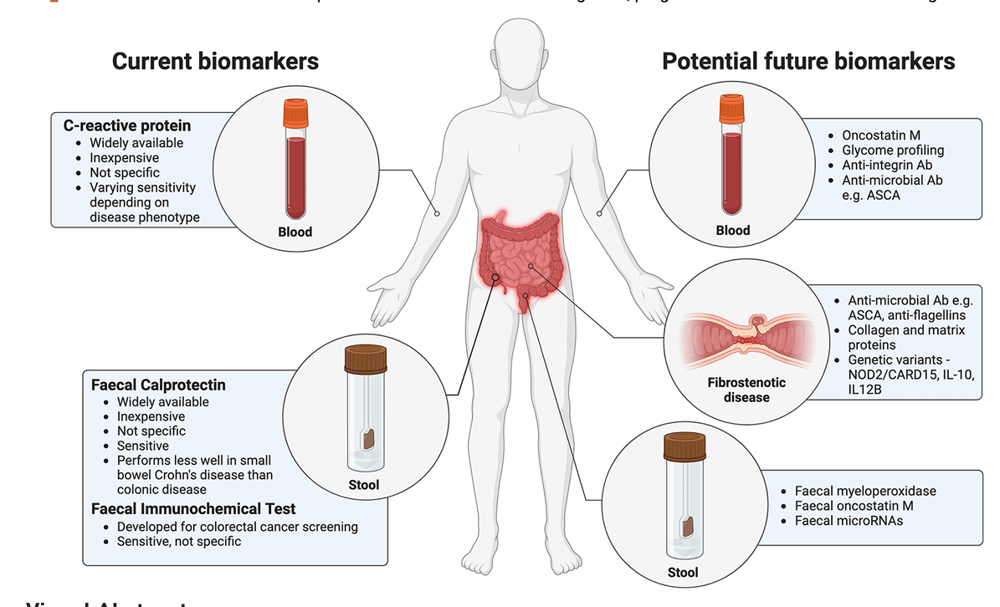 Current biomarkers
C-reactive protein
• Widely available
• Inexpensive
• Not specific
• Varying sensitivity
depending on
disease phenotype
Blood
Faecal Calprotectin
• Widely available
• Inexpensive
• Not specific
• Sensitive
• Performs less well in small
bowel Crohn's disease than
colonic disease
Faecal Immunochemical Test
• Developed for colorectal cancer screening
• Sensitive, not specific
Stool
Potential future biomarkers
Blood
• Oncostatin M
• Glycome profiling
• Anti-integrin Ab
• Anti-microbial Ab
e.g. ASCA
Fibrostenotic
disease
• Anti-microbial Ab e.g.
ASCA, anti-flagellins
• Collagen and matrix
proteins
• Genetic variants -
NOD2/CARD15, IL-10,
IL12B
Stool
• Faecal myeloperoxidase
• Faecal oncostatin M
• Faecal microRNAs